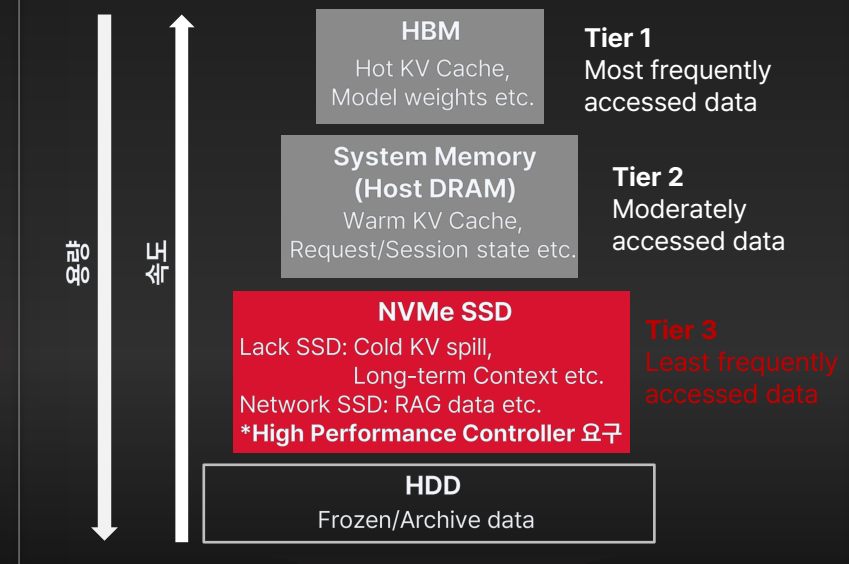 용량
속도
HBM
Hot KV Cache,
Model weights etc.
Tier 1
Most frequently
accessed data
System Memory
(Host DRAM)
Warm KV Cache,
Request/Session state etc.
Tier 2
Moderately
accessed data
NVMe SSD
Lack SSD: Cold KV spill,
Long-term Context etc.
Network SSD: RAG data etc.
*High Performance Controller 요구
Tier 3
Least frequently
accessed data
HDD
Frozen/Archive data